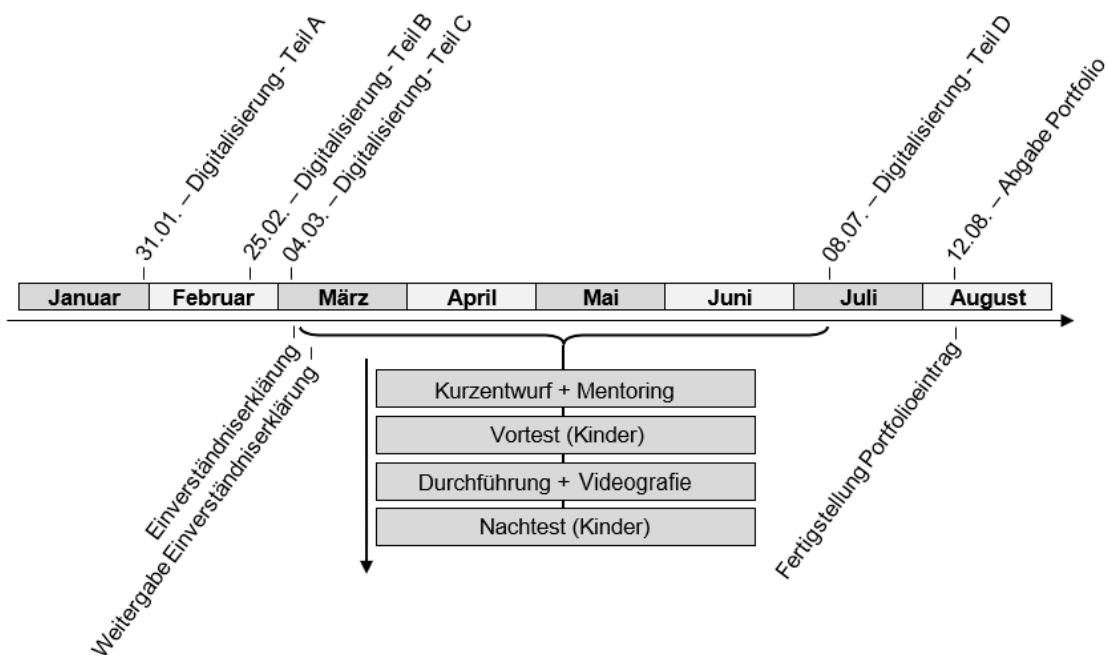 31.01. – Digitalisierung - Teil A
25.02. – Digitalisierung - Teil B
04.03. – Digitalisierung - Teil C
08.07. – Digitalisierung - Teil D
12.08. – Abgabe Portfolio
Januar Februar März April Mai Juni Juli August
Einverständniserklärung
Weitergabe Einverständniserklärung
Kurzentwurf + Mentoring
Vortest (Kinder)
Durchführung + Videografie
Nachtest (Kinder)
Fertigstellung Portfolioeintrag